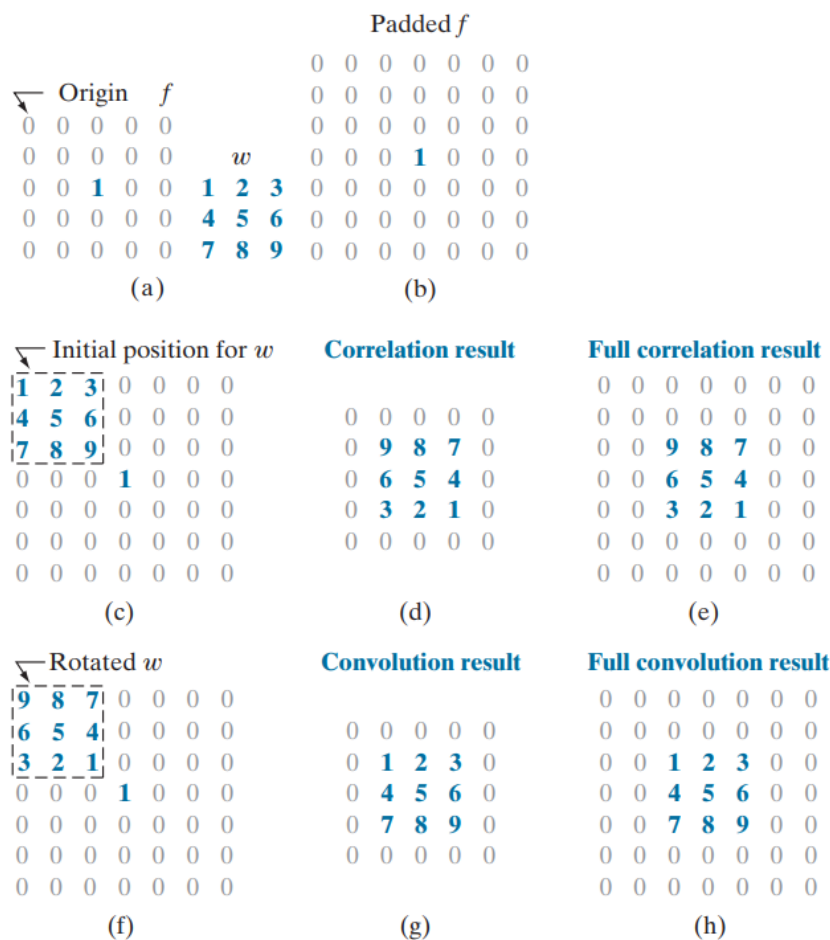 Padded f
Origin f
0 0 0 0 0 0 0
0 0 0 0 0 0 0
0 0 0 0 0 0 0
0 0 0 1 0 0 0
0 0 0 0 0 0 0
0 0 0 0 0 0 0
0 0 0 0 0 0 0
0 0 0 0 0
0 0 0 0 0
0 0 1 0 0
0 0 0 0 0
0 0 0 0 0
w
1 2 3
4 5 6
7 8 9
(a)
(b)
Initial position for w
1 2 3 0 0 0 0
4 5 6 0 0 0 0
7 8 9 0 0 0 0
0 0 0 1 0 0 0
0 0 0 0 0 0 0
0 0 0 0 0 0 0
0 0 0 0 0 0 0
(c)
Correlation result
0 0 0 0 0
0 9 8 7 0
0 6 5 4 0
0 3 2 1 0
0 0 0 0 0
(d)
Full correlation result
0 0 0 0 0 0 0
0 0 0 0 0 0 0
0 0 9 8 7 0 0
0 0 6 5 4 0 0
0 0 3 2 1 0 0
0 0 0 0 0 0 0
0 0 0 0 0 0 0
(e)
Rotated w
9 8 7 0 0 0 0
6 5 4 0 0 0 0
3 2 1 0 0 0 0
0 0 0 1 0 0 0
0 0 0 0 0 0 0
0 0 0 0 0 0 0
0 0 0 0 0 0 0
(f)
Convolution result
0 0 0 0 0
0 1 2 3 0
0 4 5 6 0
0 7 8 9 0
0 0 0 0 0
(g)
Full convolution result
0 0 0 0 0 0 0
0 0 0 0 0 0 0
0 0 1 2 3 0 0
0 0 4 5 6 0 0
0 0 7 8 9 0 0
0 0 0 0 0 0 0
0 0 0 0 0 0 0
(h)